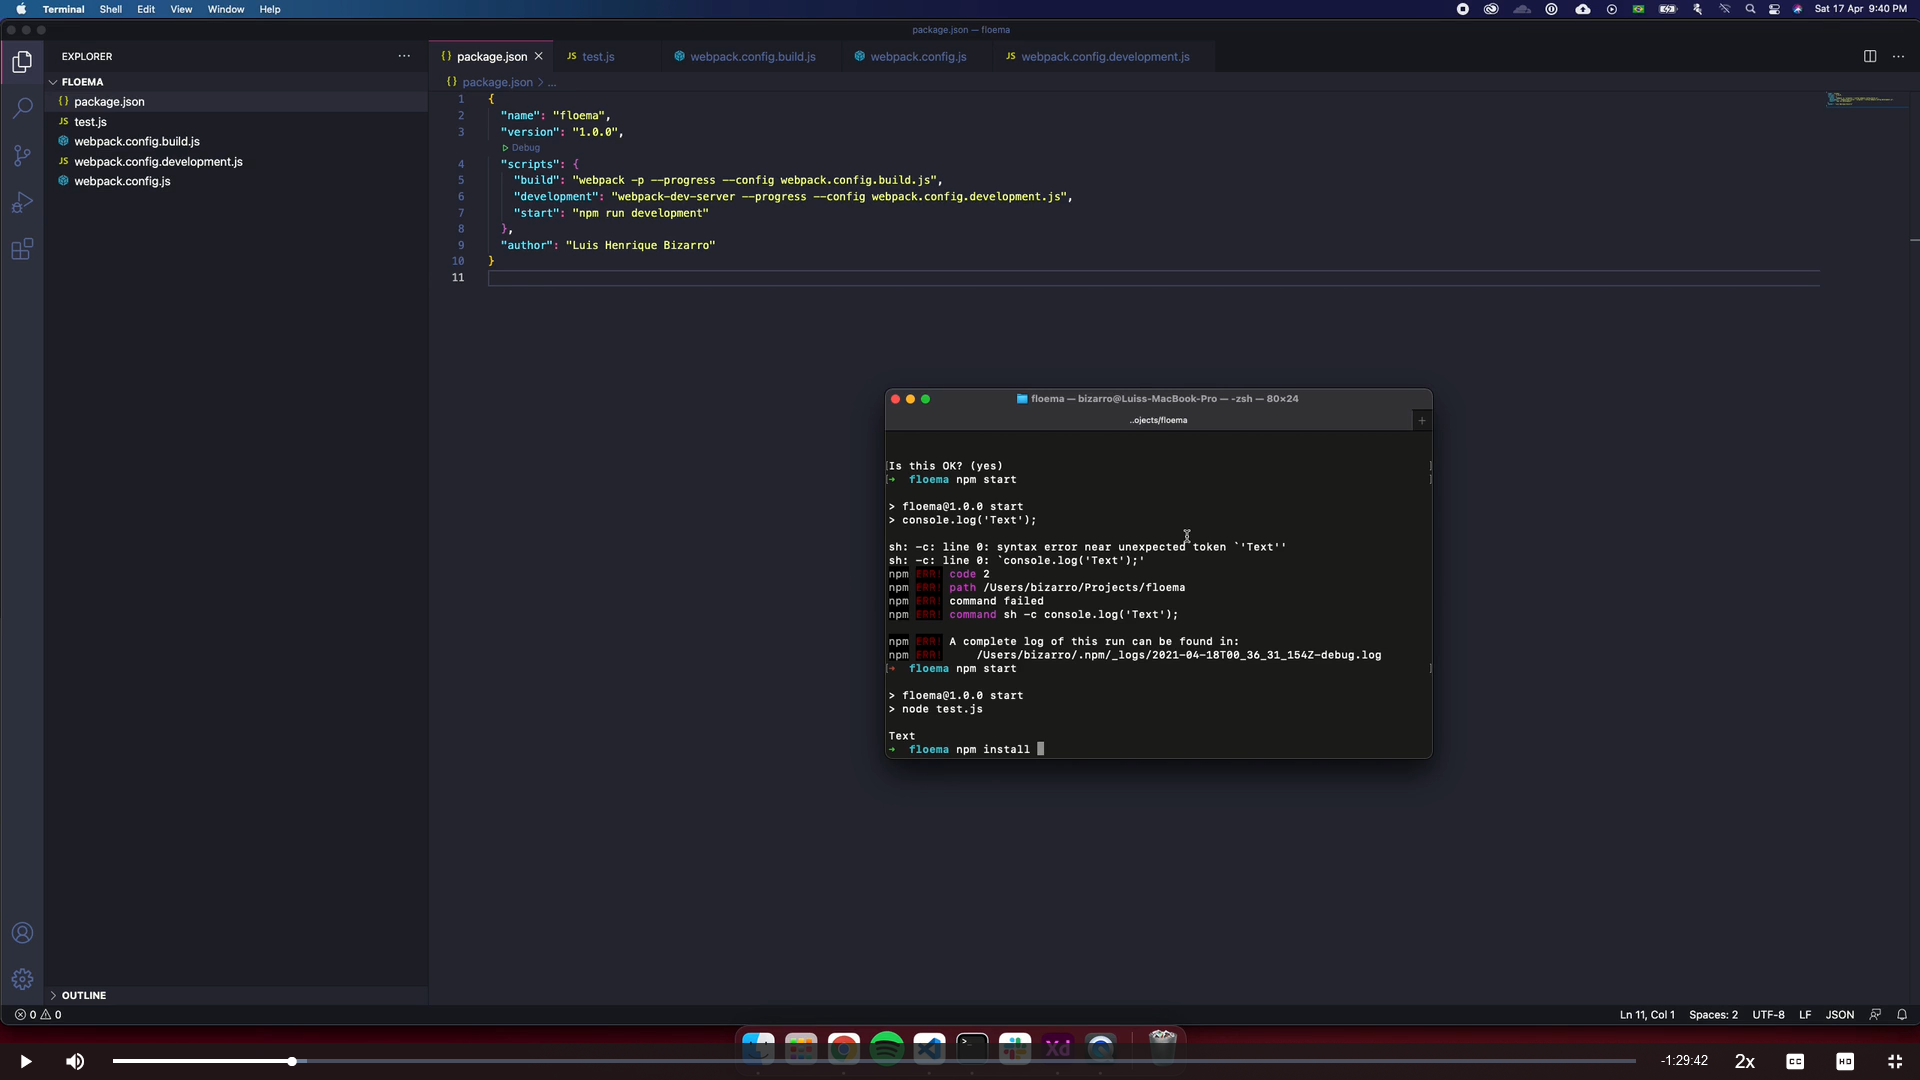 Terminal Shell Edit View Window Help Sat 17 Apr 9:40 PM
package.json — floema
EXPLORER
FLOEMA
{} package.json
JS test.js
webpack.config.build.js
JS webpack.config.development.js
webpack.config.js
OUTLINE
{} package.json
JS test.js
webpack.config.build.js
webpack.config.js
JS webpack.config.development.js
{} package.json > ...
1 {
2 "name": "floema",
3 "version": "1.0.0",
Debug
4 "scripts": {
5 "build": "webpack -p --progress --config webpack.config.build.js",
6 "development": "webpack-dev-server --progress --config webpack.config.development.js",
7 "start": "npm run development"
8 },
9 "author": "Luis Henrique Bizarro"
10 }
11
floema — bizarro@Luiss-MacBook-Pro — -zsh — 80×24
..ojects/floema
+
[Is this OK? (yes) ]
[→ floema npm start ]
> floema@1.0.0 start
> console.log('Text');
sh: -c: line 0: syntax error near unexpected token `'Text''
sh: -c: line 0: `console.log('Text');'
npm ERR! code 2
npm ERR! path /Users/bizarro/Projects/floema
npm ERR! command failed
npm ERR! command sh -c console.log('Text');
npm ERR! A complete log of this run can be found in:
npm ERR! /Users/bizarro/.npm/_logs/2021-04-18T00_36_31_154Z-debug.log
[→ floema npm start ]
> floema@1.0.0 start
> node test.js
Text
→ floema npm install
0 0
Ln 11, Col 1 Spaces: 2 UTF-8 LF JSON
Xd
-1:29:42 2x CC HD